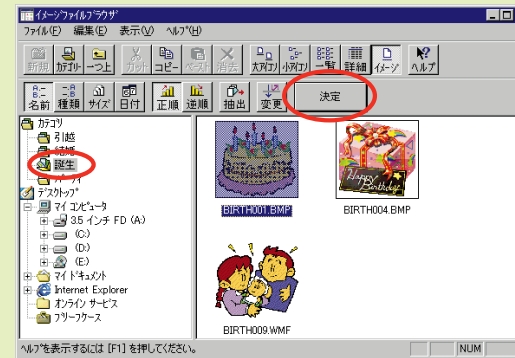 イメージファイルブラウザ
ファイル(F) 編集(E) 表示(V) ヘルプ(H)
新規 カテゴリ 一つ上 カット コピー ペースト 消去 大アイコン 小アイコン 一覧 詳細 イメージ ヘルプ
名前 種類 サイズ 日付 正順 逆順 抽出 変更 決定
カテゴリ
引越
結婚
誕生
パーティ
デスクトップ
マイ コンピュータ
3.5 インチ FD (A:)
(C:)
(D:)
(E:)
マイ ドキュメント
Internet Explorer
オンライン サービス
フリーフケース
BIRTH001.BMP
Happy Birthday
BIRTH004.BMP
BIRTH009.WMF
ヘルプを表示するには [F1] を押してください。
NUM